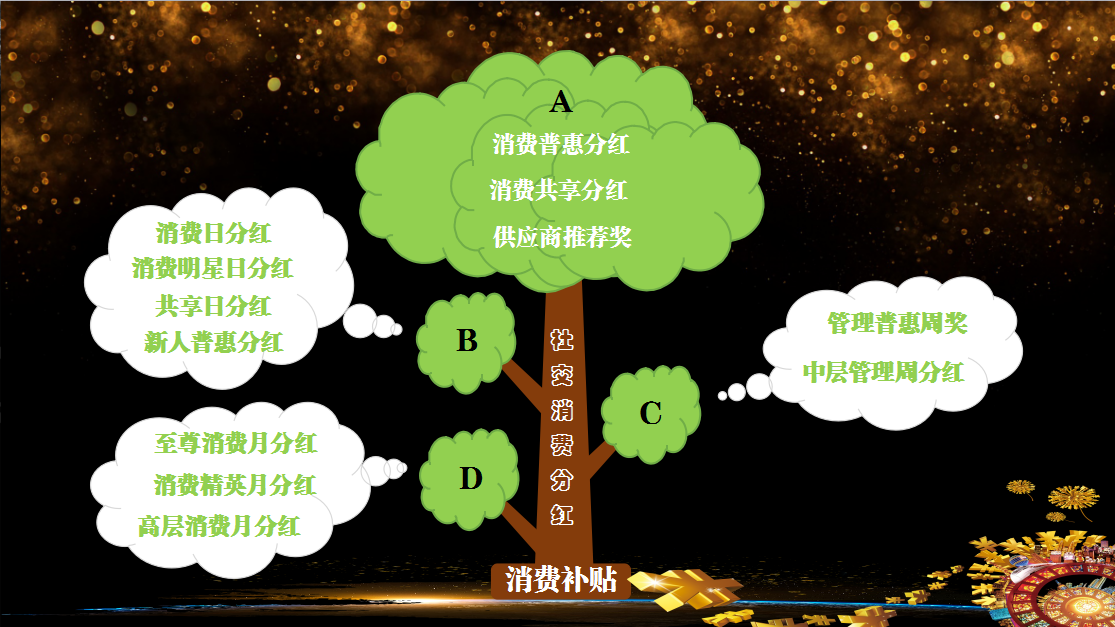 A
消费普惠分红
消费共享分红
供应商推荐奖
消费日分红
消费明星日分红
共享日分红
新人普惠分红
B
管理普惠周奖
中层管理周分红
C
至尊消费月分红
消费精英月分红
高层消费月分红
D
社
交
消
费
分
红
消费补贴